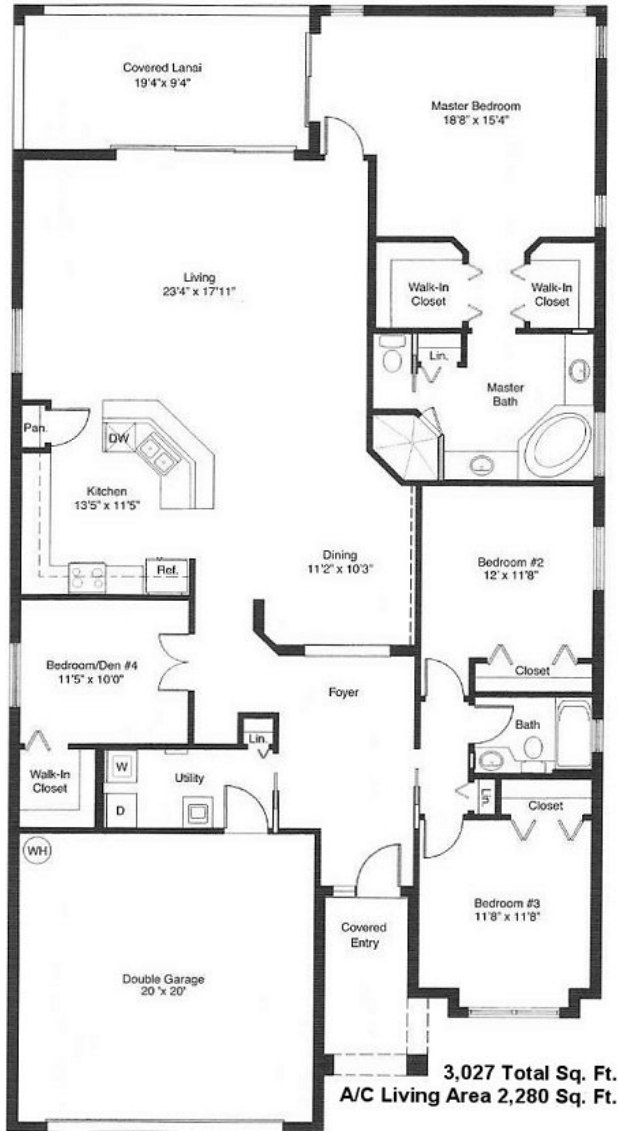 Covered Lanai
19'4"x 9'4"
Master Bedroom
18'8" x 15'4"
Living
23'4" x 17'11"
Walk-In
Closet
Walk-In
Closet
Lin.
Master
Bath
Pan.
DW
Kitchen
13'5" x 11'5"
Ref.
Dining
11'2" x 10'3"
Bedroom #2
12' x 11'8"
Closet
Bedroom/Den #4
11'5" x 10'0"
Foyer
Bath
Lin.
Walk-In
Closet
W
D
Utility
Lin.
Closet
WH
Bedroom #3
11'8" x 11'8"
Covered
Entry
Double Garage
20 'x 20'
3,027 Total Sq. Ft.
A/C Living Area 2,280 Sq. Ft.